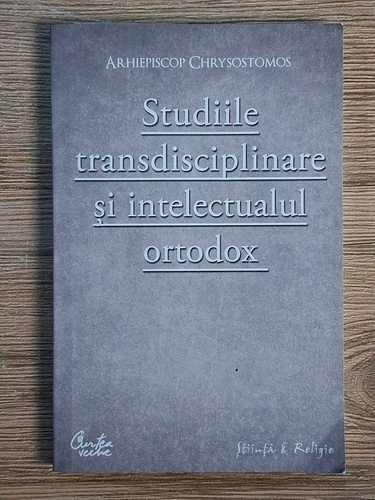 ARHIEPISCOP CHRYSOSTOMOS
Studiile
transdisciplinare
și intelectualul
ortodox
Curtea
veche
Știință & Religie